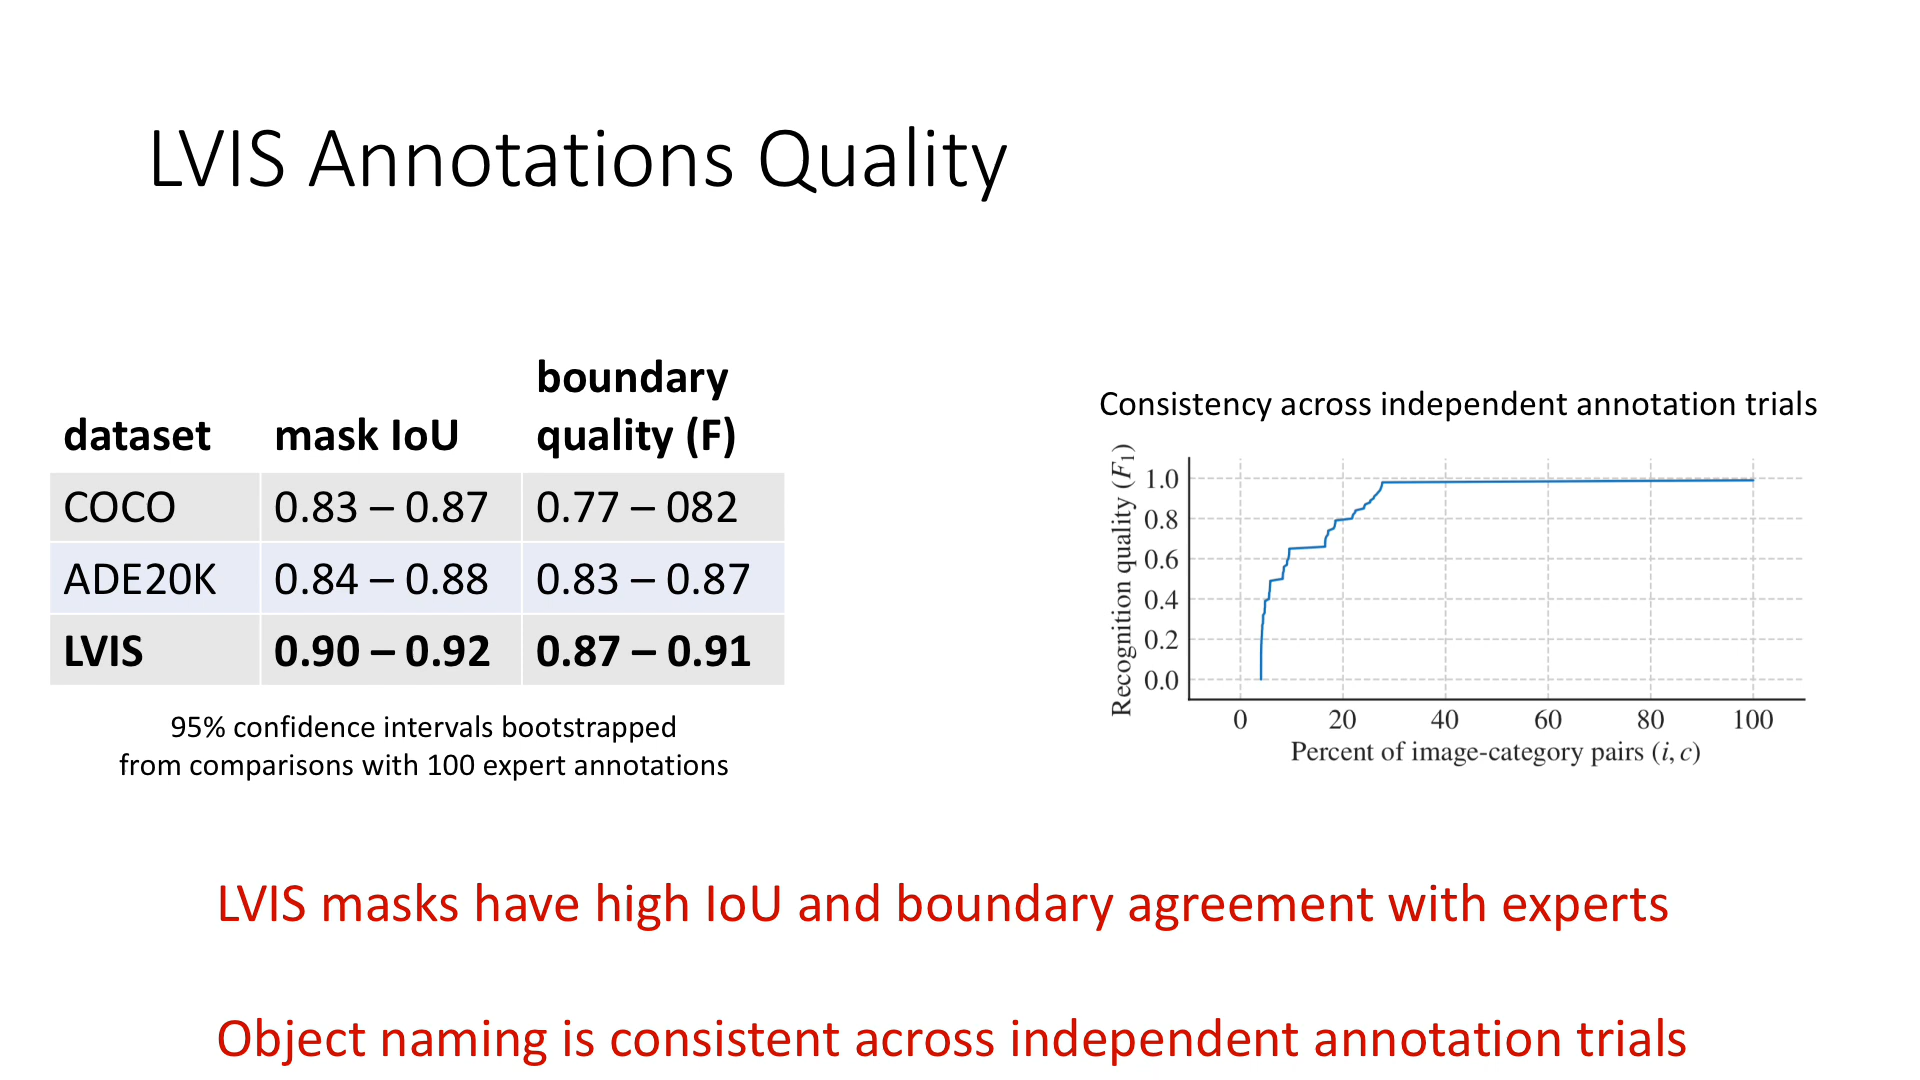 LVIS Annotations Quality
boundary
dataset mask IoU quality (F)
COCO 0.83 – 0.87 0.77 – 082
ADE20K 0.84 – 0.88 0.83 – 0.87
LVIS 0.90 – 0.92 0.87 – 0.91
95% confidence intervals bootstrapped
from comparisons with 100 expert annotations
Consistency across independent annotation trials
Recognition quality (F1)
1.0
0.8
0.6
0.4
0.2
0.0
0 20 40 60 80 100
Percent of image-category pairs (i, c)
LVIS masks have high IoU and boundary agreement with experts
Object naming is consistent across independent annotation trials